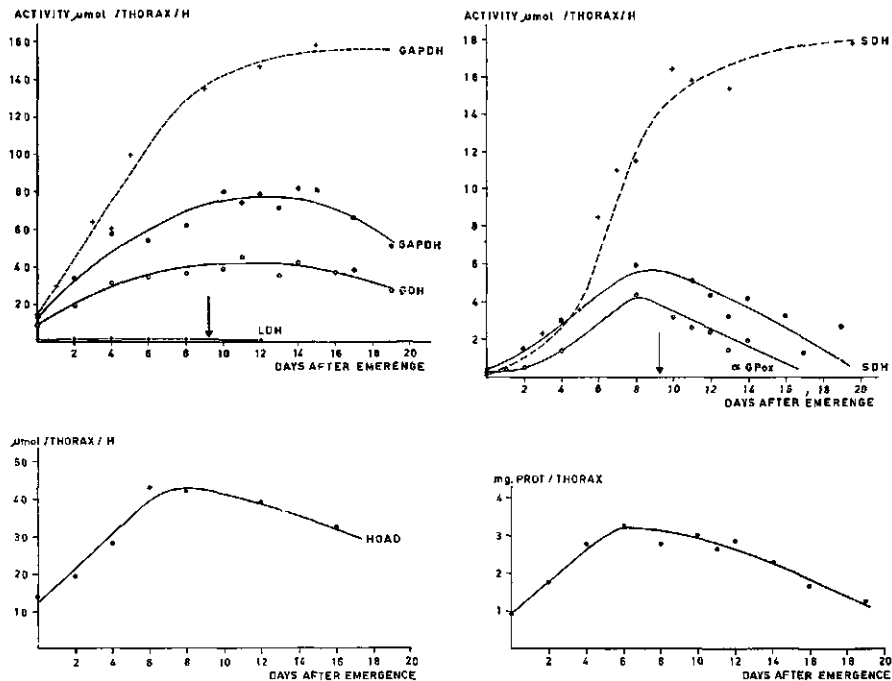 ACTIVITY µmol /THORAX/H
160
140
120
100
80
60
40
20
GAPDH
GAPDH
GDH
LDH
2 4 6 8 10 12 14 16 18 20
DAYS AFTER EMERENGE
ACTIVITY µmol /THORAX/H
18
16
14
12
10
8
6
4
2
SDH
SDH
α GPox
2 4 6 8 10 12 14 16 18 20
DAYS AFTER EMERENGE
µmol /THORAX/H
50
40
30
20
10
HOAD
2 4 6 8 10 12 14 16 18 20
DAYS AFTER EMERGENCE
mg. PROT / THORAX
4
3
2
1
2 4 6 8 10 12 14 16 18 20
DAYS AFTER EMERGENCE